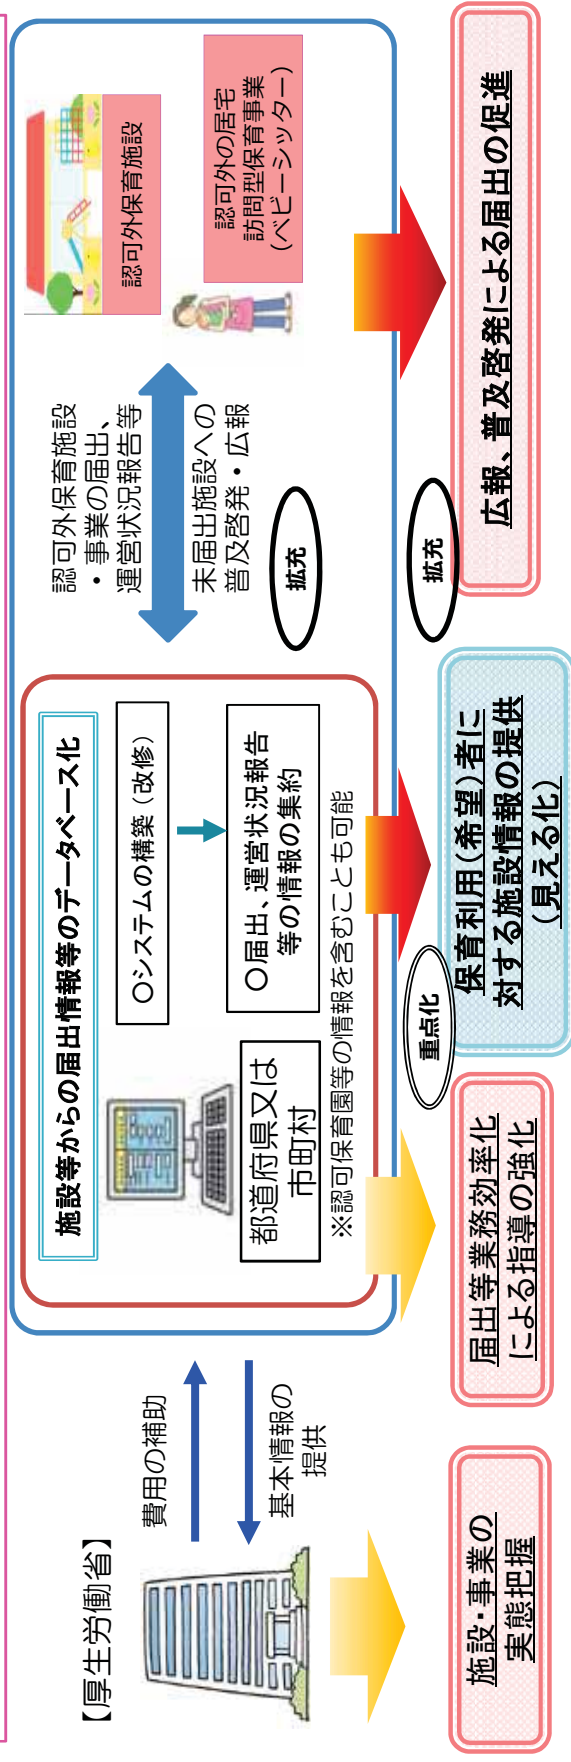 【厚生労働省】
費用の補助
基本情報の
提供
施設等からの届出情報等のデータベース化
○システムの構築（改修）
○届出、運営状況報告
等の情報の集約
都道府県又は
市町村
※認可保育園等の情報を含むことも可能
認可外保育施設
・事業の届出、
運営状況報告等
未届出施設への
普及啓発・広報
拡充
認可外保育施設
認可外の居宅
訪問型保育事業
(ベビーシッター)
施設・事業の
実態把握
届出等業務効率化
による指導の強化
重点化
保育利用(希望)者に
対する施設情報の提供
（見える化）
拡充
広報、普及啓発による届出の促進